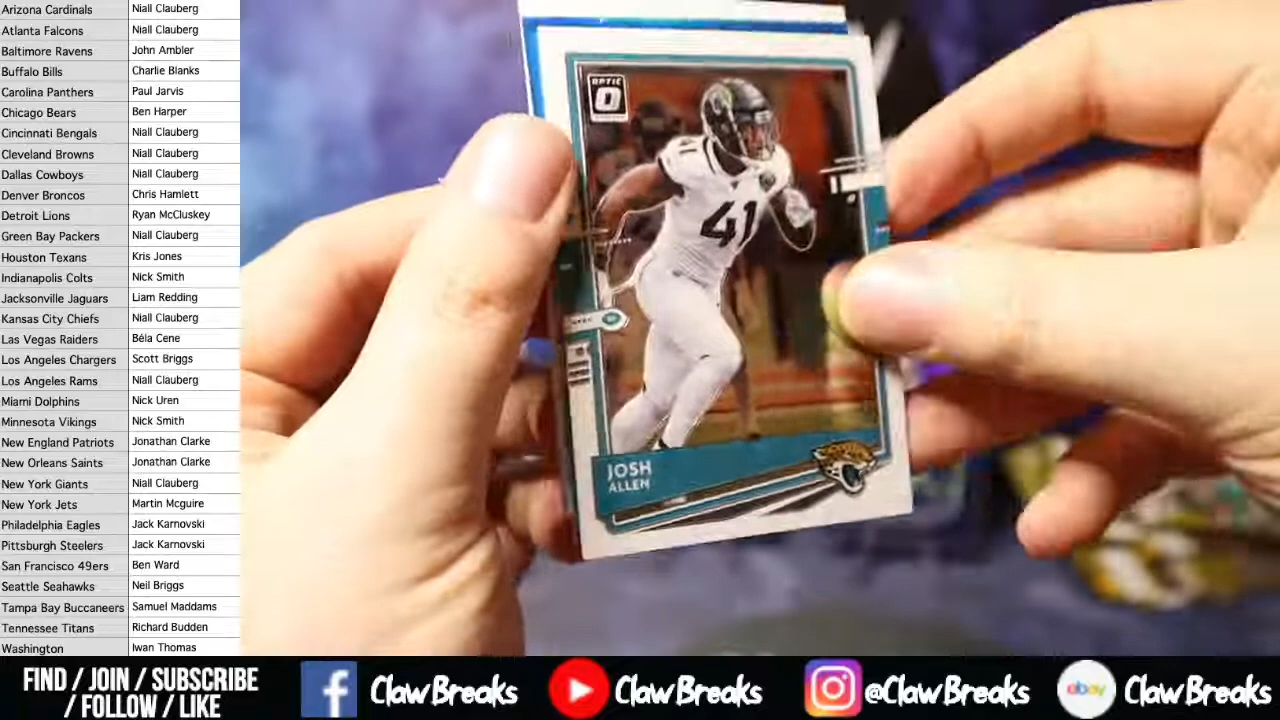 Arizona Cardinals Niall Clauberg
Atlanta Falcons Niall Clauberg
Baltimore Ravens John Ambler
Buffalo Bills Charlie Blanks
Carolina Panthers Paul Jarvis
Chicago Bears Ben Harper
Cincinnati Bengals Niall Clauberg
Cleveland Browns Niall Clauberg
Dallas Cowboys Niall Clauberg
Denver Broncos Chris Hamlett
Detroit Lions Ryan McCluskey
Green Bay Packers Niall Clauberg
Houston Texans Kris Jones
Indianapolis Colts Nick Smith
Jacksonville Jaguars Liam Redding
Kansas City Chiefs Niall Clauberg
Las Vegas Raiders Béla Cene
Los Angeles Chargers Scott Briggs
Los Angeles Rams Niall Clauberg
Miami Dolphins Nick Uren
Minnesota Vikings Nick Smith
New England Patriots Jonathan Clarke
New Orleans Saints Jonathan Clarke
New York Giants Niall Clauberg
New York Jets Martin Mcguire
Philadelphia Eagles Jack Karnovski
Pittsburgh Steelers Jack Karnovski
San Francisco 49ers Ben Ward
Seattle Seahawks Neil Briggs
Tampa Bay Buccaneers Samuel Maddams
Tennessee Titans Richard Budden
Washington Iwan Thomas
OPTIC
O
41
41
JOSH
ALLEN
FIND / JOIN / SUBSCRIBE
/ FOLLOW / LIKE
f ClawBreaks
ClawBreaks
@ClawBreaks
ebay ClawBreaks